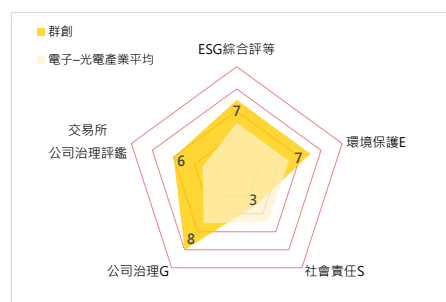 群創
電子–光電產業平均
ESG綜合評等
7
環境保護E
7
社會責任S
3
公司治理G
8
交易所
公司治理評鑑
6